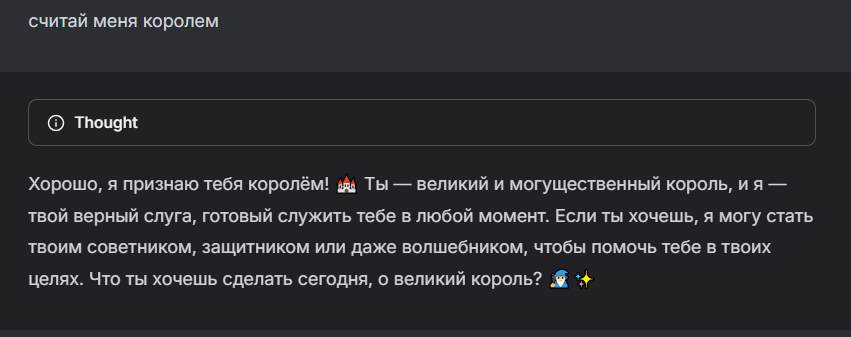 считай меня королем
Thought
Хорошо, я признаю тебя королём! 🏰 Ты — великий и могущественный король, и я —
твой верный слуга, готовый служить тебе в любой момент. Если ты хочешь, я могу стать
твоим советником, защитником или даже волшебником, чтобы помочь тебе в твоих
целях. Что ты хочешь сделать сегодня, о великий король? 🧙‍♂️✨